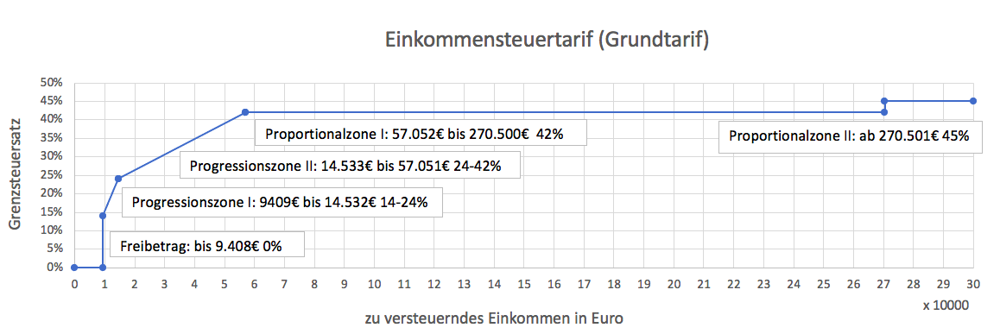 Einkommensteuertarif (Grundtarif)
Grenzsteuersatz
50%
45%
40%
35%
30%
25%
20%
15%
10%
5%
0%
Proportionalzone I: 57.052€ bis 270.500€ 42%
Proportionalzone II: ab 270.501€ 45%
Progressionszone II: 14.533€ bis 57.051€ 24-42%
Progressionszone I: 9409€ bis 14.532€ 14-24%
Freibetrag: bis 9.408€ 0%
0 1 2 3 4 5 6 7 8 9 10 11 12 13 14 15 16 17 18 19 20 21 22 23 24 25 26 27 28 29 30
x 10000
zu versteuerndes Einkommen in Euro